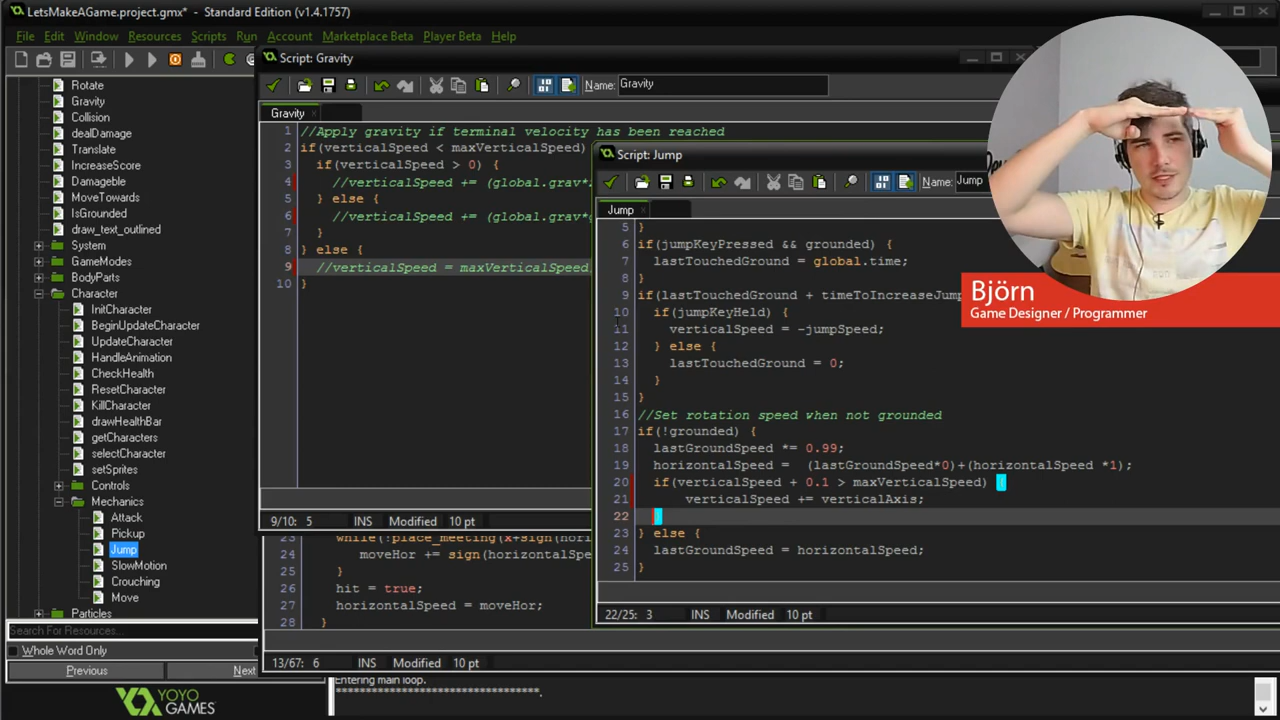 LetsMakeAGame.project.gmx* - Standard Edition (v1.4.1757)
File Edit Window Resources Scripts Run Account Marketplace Beta Player Beta Help
Rotate
Gravity
Collision
dealDamage
Translate
IncreaseScore
Damageable
MoveTowards
IsGrounded
draw_text_outlined
System
GameModes
BodyParts
Character
InitCharacter
BeginUpdateCharacter
UpdateCharacter
HandleAnimation
CheckHealth
ResetCharacter
KillCharacter
drawHealthBar
getCharacters
selectCharacter
setSprites
Controls
Mechanics
Attack
Pickup
Jump
SlowMotion
Crouching
Move
Particles
Search For Resources...
Whole Word Only
Previous
Next
YOYO
GAMES
Script: Gravity
Name: Gravity
Gravity
1 //Apply gravity if terminal velocity has been reached
2 if(verticalSpeed < maxVerticalSpeed)
3 if(verticalSpeed > 0) {
4 //verticalSpeed += (global.grav*
5 } else {
6 //verticalSpeed += (global.grav*
7 }
8 } else {
9 //verticalSpeed = maxVerticalSpeed
10 }
9/10: 5 INS Modified 10 pt
24 moveHor += sign(horizontalSp
25 }
26 hit = true;
27 horizontalSpeed = moveHor;
28 }
13/67: 6 INS Modified 10 pt
Entering main loop.
Script: Jump
Name: Jump
Jump
5 }
6 if(jumpKeyPressed && grounded) {
7 lastTouchedGround = global.time;
8 }
9 if(lastTouchedGround + timeToIncreaseJump
10 if(jumpKeyHeld) {
11 verticalSpeed = -jumpSpeed;
12 } else {
13 lastTouchedGround = 0;
14 }
15 }
16 //Set rotation speed when not grounded
17 if(!grounded) {
18 lastGroundSpeed *= 0.99;
19 horizontalSpeed = (lastGroundSpeed*0)+(horizontalSpeed *1);
20 if(verticalSpeed + 0.1 > maxVerticalSpeed) {
21 verticalSpeed += verticalAxis;
22 }
23 } else {
24 lastGroundSpeed = horizontalSpeed;
25 }
22/25: 3 INS Modified 10 pt
Björn
Game Designer / Programmer